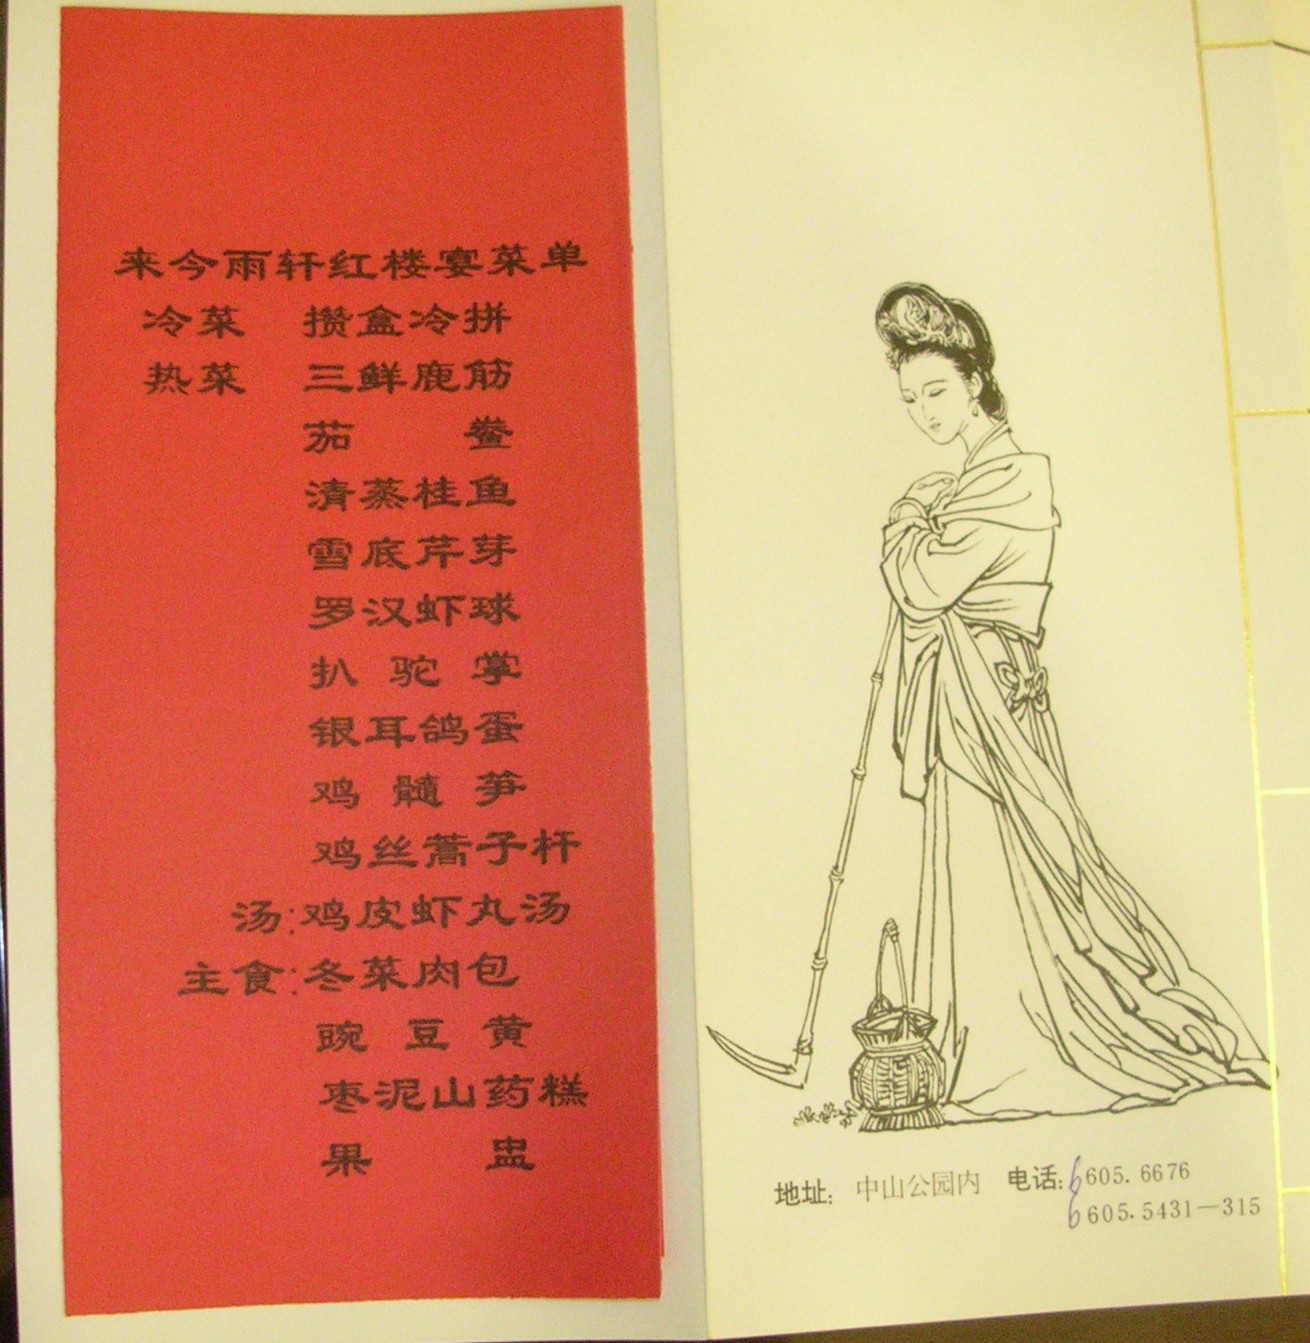 来今雨轩红楼宴菜单
冷菜 攒盒冷拼
热菜 三鲜鹿筋
茄 鲞
清蒸桂鱼
雪底芹芽
罗汉虾球
扒 驼 掌
银耳鸽蛋
鸡 髓 笋
鸡丝蒿子杆
汤:鸡皮虾丸汤
主食:冬菜肉包
豌 豆 黄
枣泥山药糕
果 盅
地址: 中山公园内 电话:6605.6676
6605.5431—315